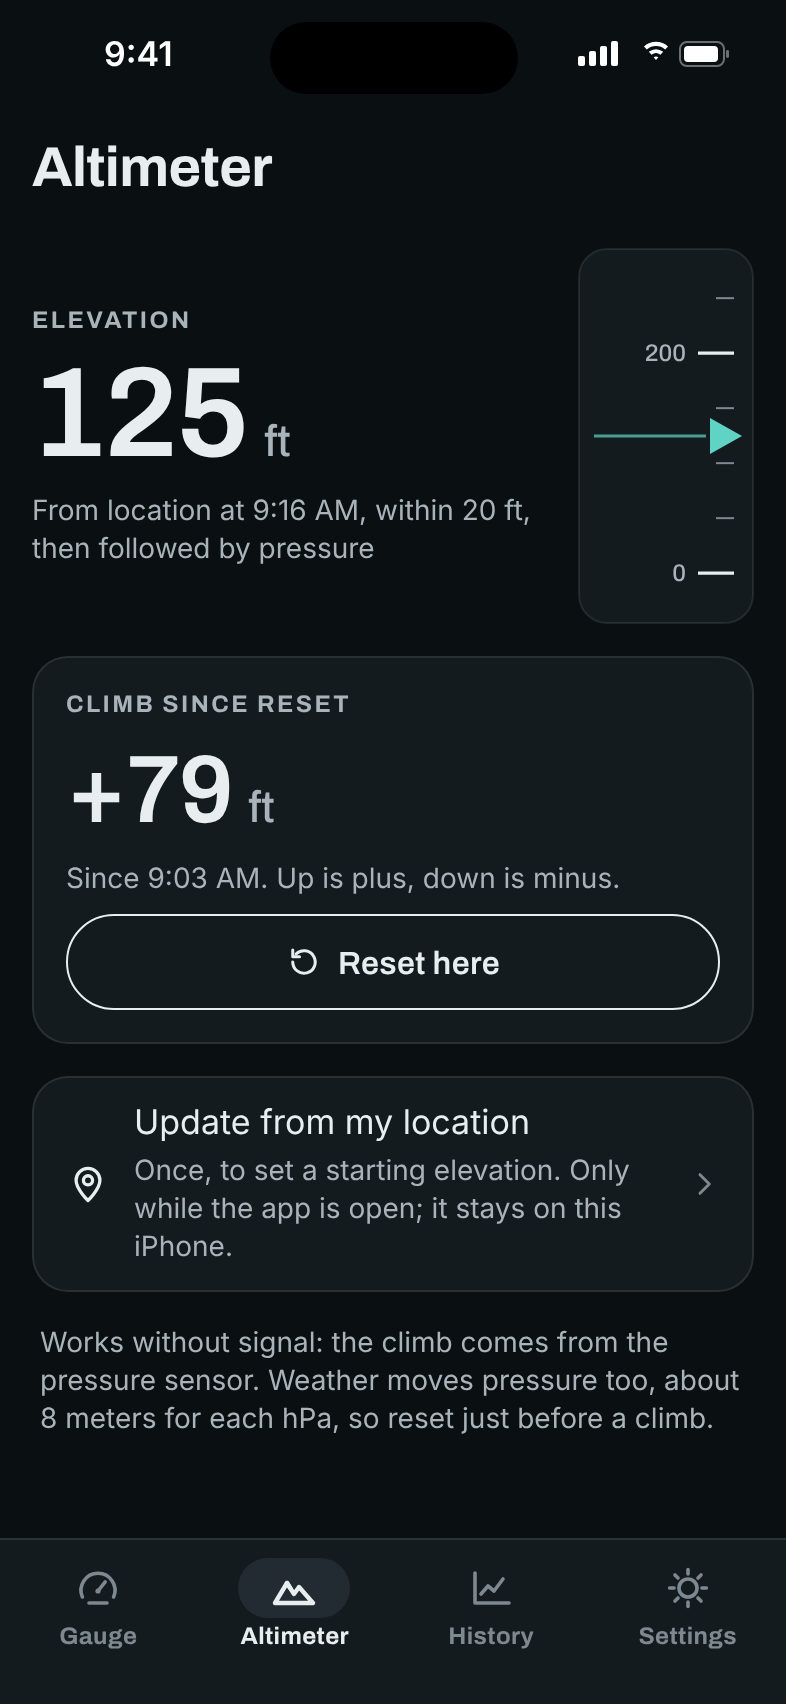 9:41
Altimeter
ELEVATION
125 ft
From location at 9:16 AM, within 20 ft,
then followed by pressure
200
0
CLIMB SINCE RESET
+79 ft
Since 9:03 AM. Up is plus, down is minus.
Reset here
Update from my location
Once, to set a starting elevation. Only
while the app is open; it stays on this
iPhone.
Works without signal: the climb comes from the
pressure sensor. Weather moves pressure too, about
8 meters for each hPa, so reset just before a climb.
Gauge
Altimeter
History
Settings